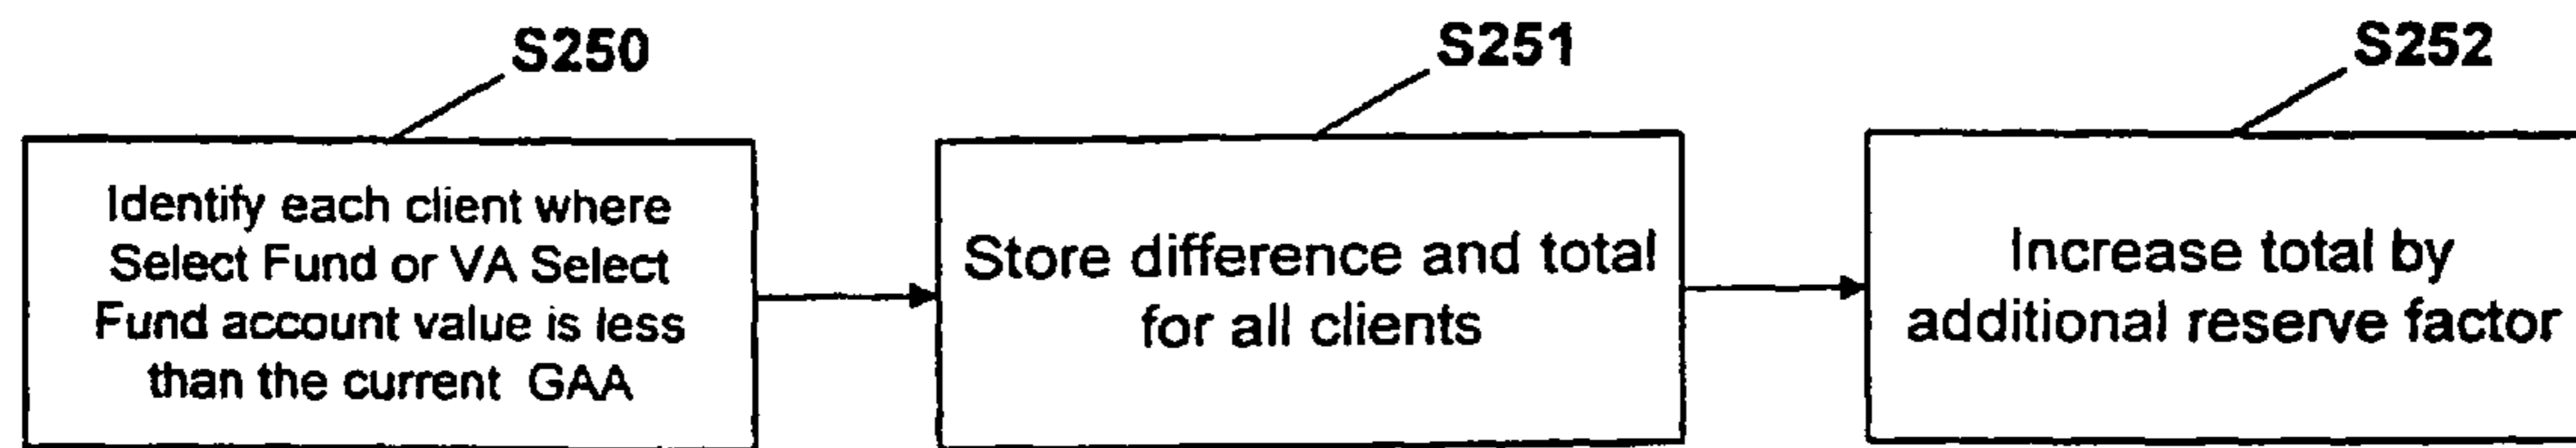 S250
S251
S252
Identify each client where
Select Fund or VA Select
Fund account value is less
than the current GAA
Store difference and total
for all clients
Increase total by
additional reserve factor